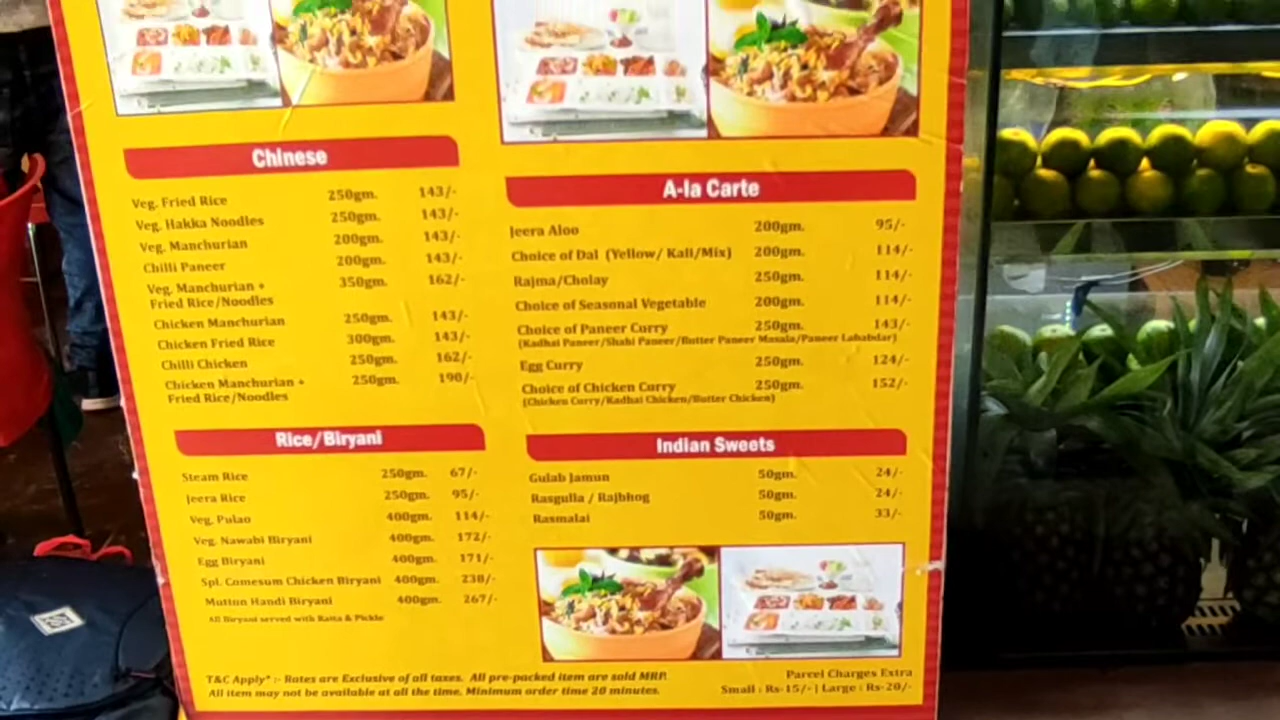 Chinese
Veg. Fried Rice 250gm. 143/-
Veg. Hakka Noodles 250gm. 143/-
Veg. Manchurian 200gm. 143/-
Chilli Paneer 200gm. 143/-
Veg. Manchurian + 350gm. 162/-
Fried Rice/Noodles
Chicken Manchurian 250gm. 143/-
Chicken Fried Rice 300gm. 143/-
Chilli Chicken 250gm. 162/-
Chicken Manchurian + 250gm. 190/-
Fried Rice/Noodles
Rice/Biryani
Steam Rice 250gm. 67/-
Jeera Rice 250gm. 95/-
Veg. Pulao 400gm. 114/-
Veg. Nawabi Biryani 400gm. 172/-
Egg Biryani 400gm. 171/-
Spl. Comesum Chicken Biryani 400gm. 238/-
Mutton Handi Biryani 400gm. 267/-
All Biryani served with Raita & Pickle
A-la Carte
Jeera Aloo 200gm. 95/-
Choice of Dal (Yellow/ Kali/Mix) 200gm. 114/-
Rajma/Cholay 250gm. 114/-
Choice of Seasonal Vegetable 200gm. 114/-
Choice of Paneer Curry 250gm. 143/-
(Kadhai Paneer/Shahi Paneer/Butter Paneer Masala/Paneer Lababdar)
Egg Curry 250gm. 124/-
Choice of Chicken Curry 250gm. 152/-
(Chicken Curry/Kadhai Chicken/Butter Chicken)
Indian Sweets
Gulab Jamun 50gm. 24/-
Rasgulla / Rajbhog 50gm. 24/-
Rasmalai 50gm. 33/-
T&C Apply* :- Rates are Exclusive of all taxes. All pre-packed item are sold MRP.
All item may not be available at all the time. Minimum order time 20 minutes.
Parcel Charges Extra
Small : Rs-15/- | Large : Rs-20/-